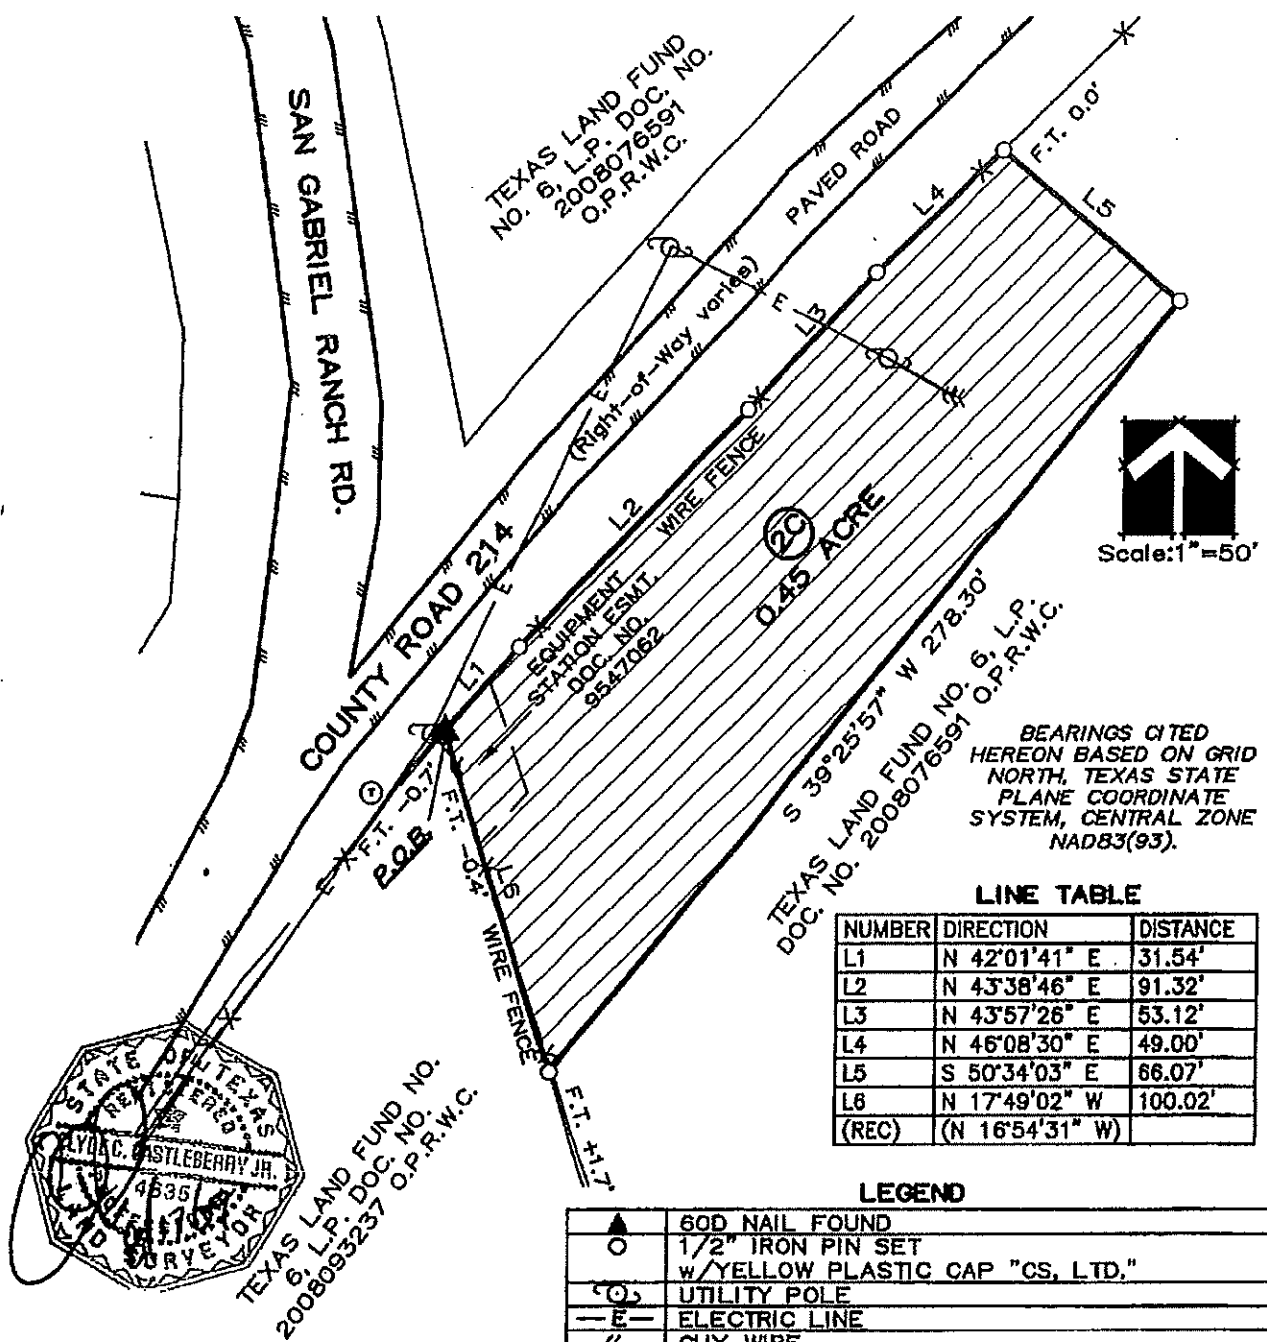 TEXAS LAND FUND
NO. 6, L.P. DOC. NO.
2008076591
O.P.R.W.C.
SAN GABRIEL RANCH RD.
PAVED ROAD
(Right-of-Way varies)
COUNTY ROAD 214
F.T. 0.0'
L4
L5
L3
E
E
L2
WIRE FENCE
E
2C
0.45 ACRE
Scale:1"=50'
EQUIPMENT
STATION ESMT.
DOC. NO.
9547062
L1
S 39°25'57" W 278.30'
TEXAS LAND FUND NO. 6, L.P.
DOC. NO. 2008076591 O.P.R.W.C.
F.T. -0.7'
P.O.B.
F.T. -0.4'
L6
WIRE FENCE
E
F.T. +1.7'
BEARINGS CITED
HEREON BASED ON GRID
NORTH, TEXAS STATE
PLANE COORDINATE
SYSTEM, CENTRAL ZONE
NAD83(93).
LINE TABLE
NUMBER DIRECTION DISTANCE
L1 N 42°01'41" E 31.54'
L2 N 43°38'46" E 91.32'
L3 N 43°57'26" E 53.12'
L4 N 46°08'30" E 49.00'
L5 S 50°34'03" E 66.07'
L6 N 17°49'02" W 100.02'
(REC) (N 16°54'31" W)
STATE OF TEXAS
REGISTERED
CLYDE C. CASTLEBERRY JR.
4835
LAND SURVEYOR
TEXAS LAND FUND NO.
6, L.P. DOC. NO.
2008093237 O.P.R.W.C.
LEGEND
60D NAIL FOUND
1/2" IRON PIN SET
w/YELLOW PLASTIC CAP "CS, LTD."
UTILITY POLE
—E— ELECTRIC LINE
GUY WIRE